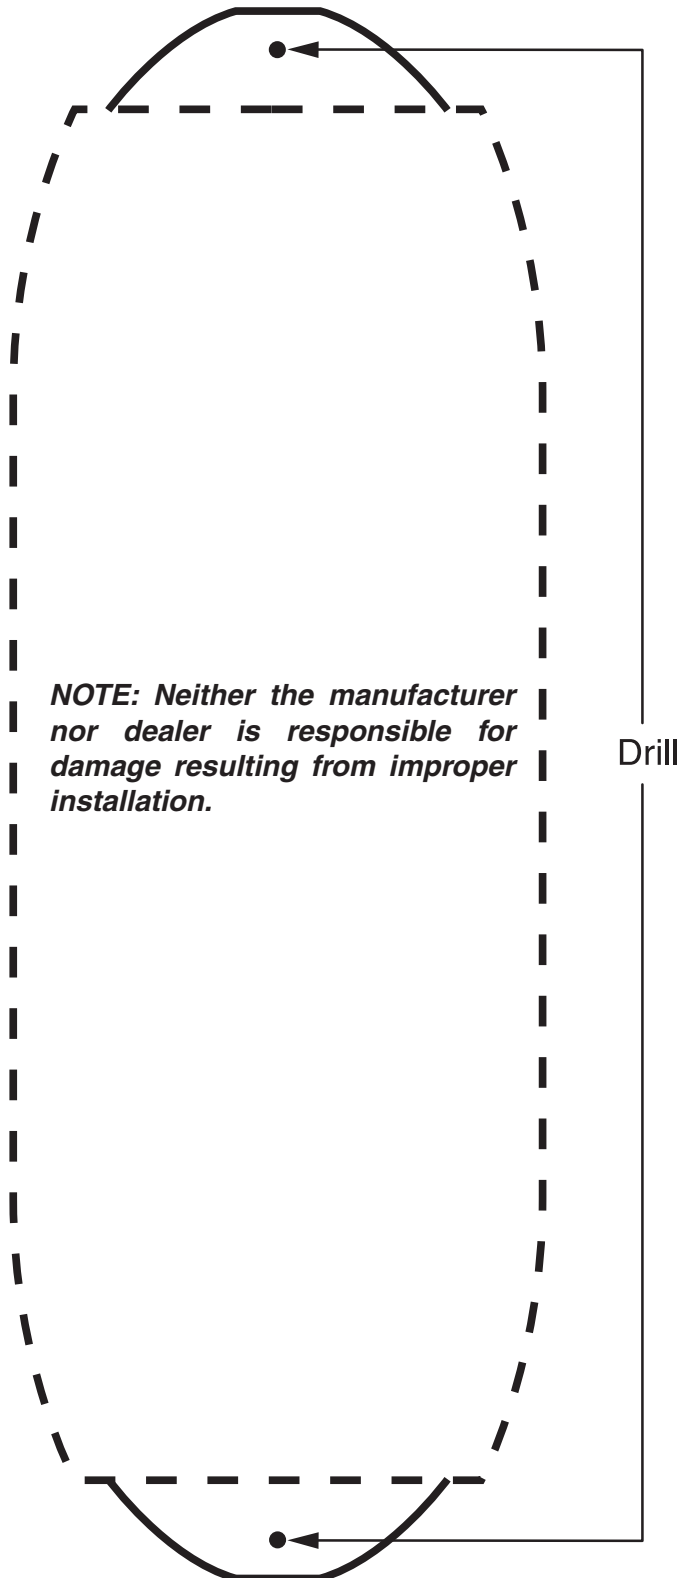 NOTE: Neither the manufacturer
nor dealer is responsible for
damage resulting from improper
installation.
Drill